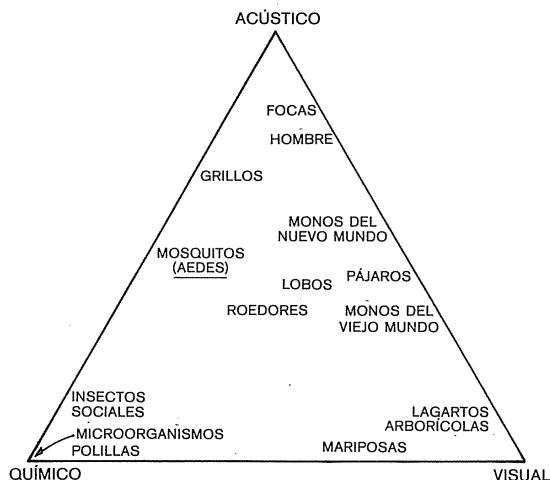 ACÚSTICO
FOCAS
HOMBRE
GRILLOS
MONOS DEL
NUEVO MUNDO
MOSQUITOS
(AEDES)
PÁJAROS
LOBOS
ROEDORES
MONOS DEL
VIEJO MUNDO
INSECTOS
SOCIALES
LAGARTOS
ARBORÍCOLAS
MICROORGANISMOS
POLILLAS
MARIPOSAS
QUÍMICO
VISUAL